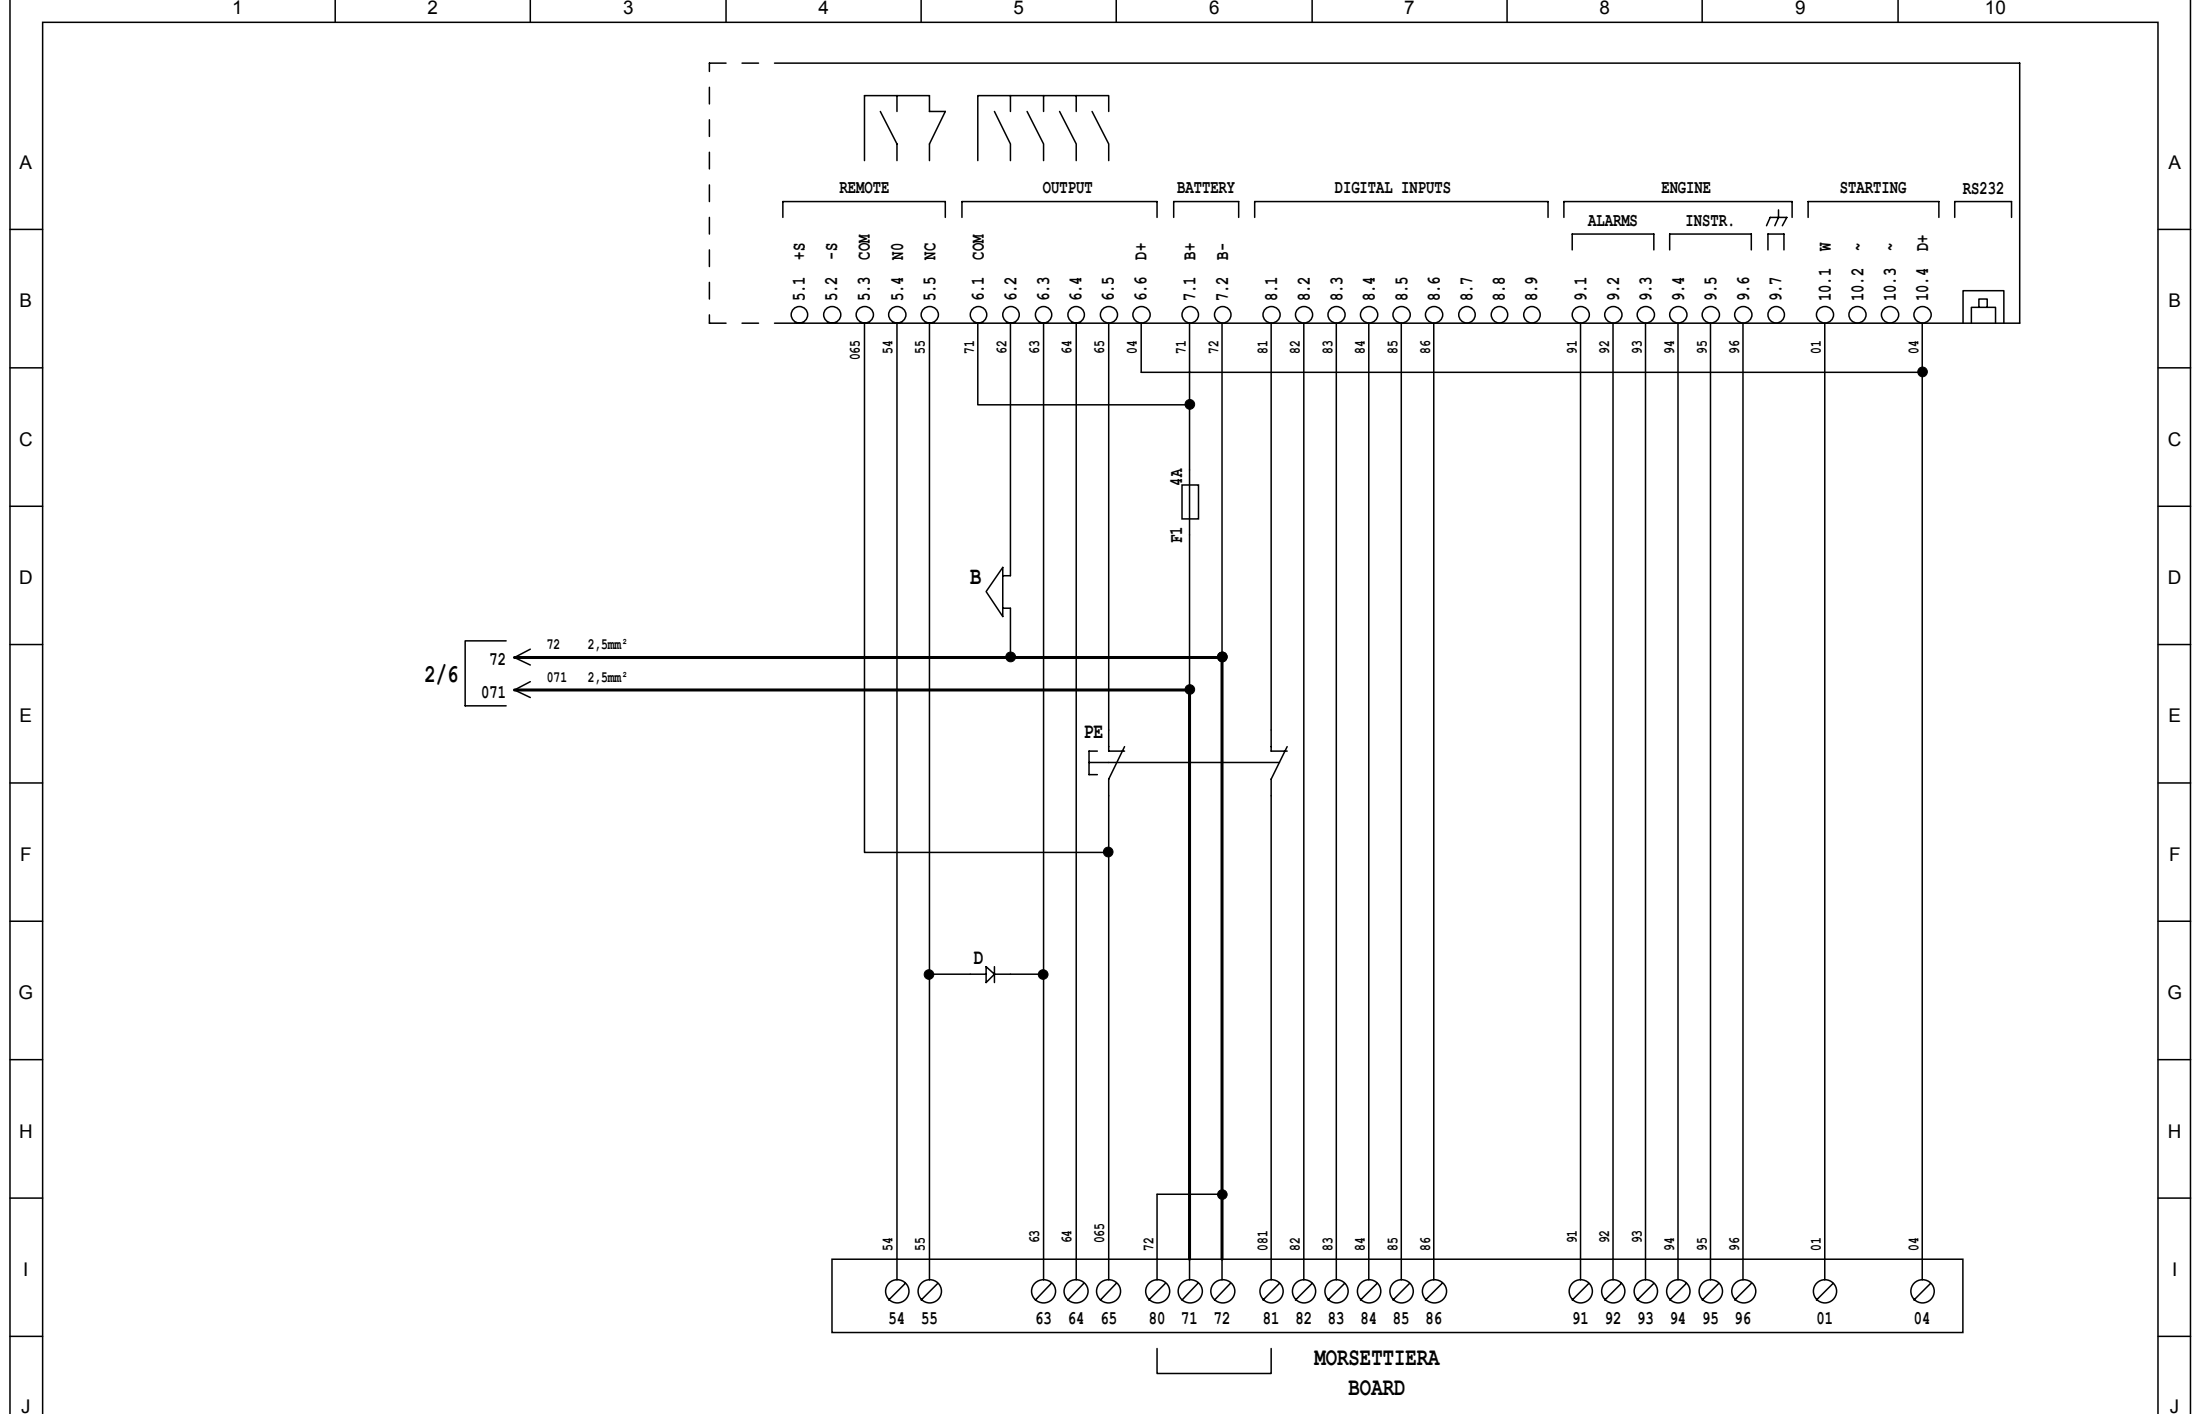 1 2 3 4 5 6 7 8 9 10
A A
REMOTE OUTPUT BATTERY DIGITAL INPUTS ENGINE STARTING RS232
ALARMS INSTR.
+S -S COM NO NC COM D+ B+ B- W ~ ~ D+
B B
5.1 5.2 5.3 5.4 5.5 6.1 6.2 6.3 6.4 6.5 6.6 7.1 7.2 8.1 8.2 8.3 8.4 8.5 8.6 8.7 8.8 8.9 9.1 9.2 9.3 9.4 9.5 9.6 9.7 10.1 10.2 10.3 10.4
065 54 55 71 62 63 64 65 04 71 72 81 82 83 84 85 86 91 92 93 94 95 96 01 04
C C
4A
F1
D B D
72 2,5mm²
72
2/6
071 2,5mm²
071
E E
PE
F F
D
G G
H H
54 55 63 64 065 72 081 82 83 84 85 86 91 92 93 94 95 96 01 04
I I
54 55 63 64 65 80 71 72 81 82 83 84 85 86 91 92 93 94 95 96 01 04
MORSETTIERA
BOARD
J J